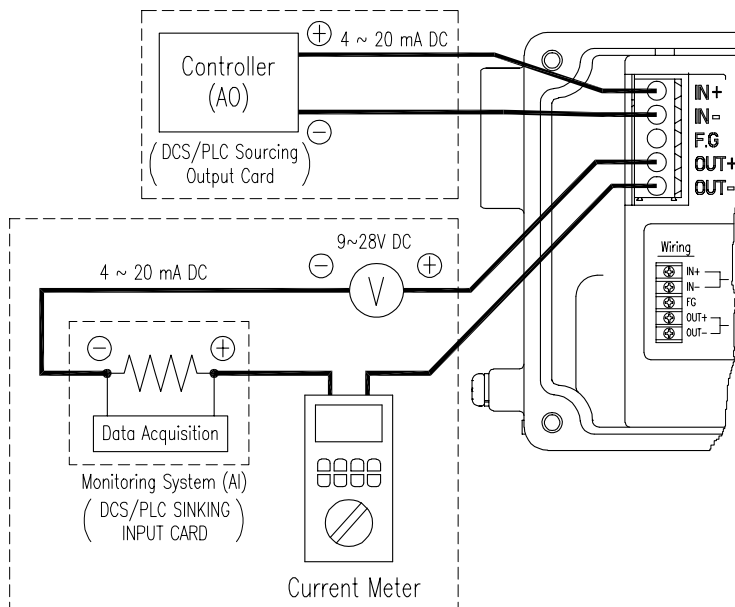 4 ~ 20 mA DC
Controller
(AO)
(DCS/PLC Sourcing
Output Card)
IN+
IN-
F.G
OUT+
OUT-
9~28V DC
4 ~ 20 mA DC
V
Wiring
IN+
IN-
FG
OUT+
OUT-
Data Acquisition
Monitoring System (AI)
(DCS/PLC SINKING
INPUT CARD)
Current Meter